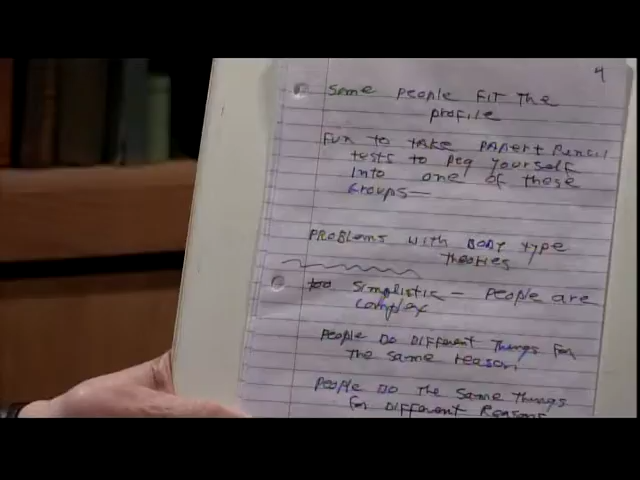 4
Some people Fit The
profile
Fun to take PAPER + Pencil
tests to peg yourself
Into one of these
Groups—
PROBLEMS with BODY type
Theories
too simplistic — people are
complex
people Do Different Things for
the same reason,
people Do The same Things
for Different Reasons